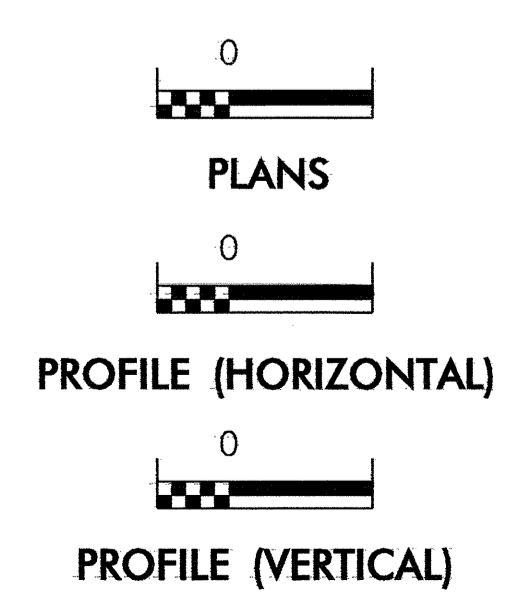 0
PLANS
0
PROFILE (HORIZONTAL)
0
PROFILE (VERTICAL)